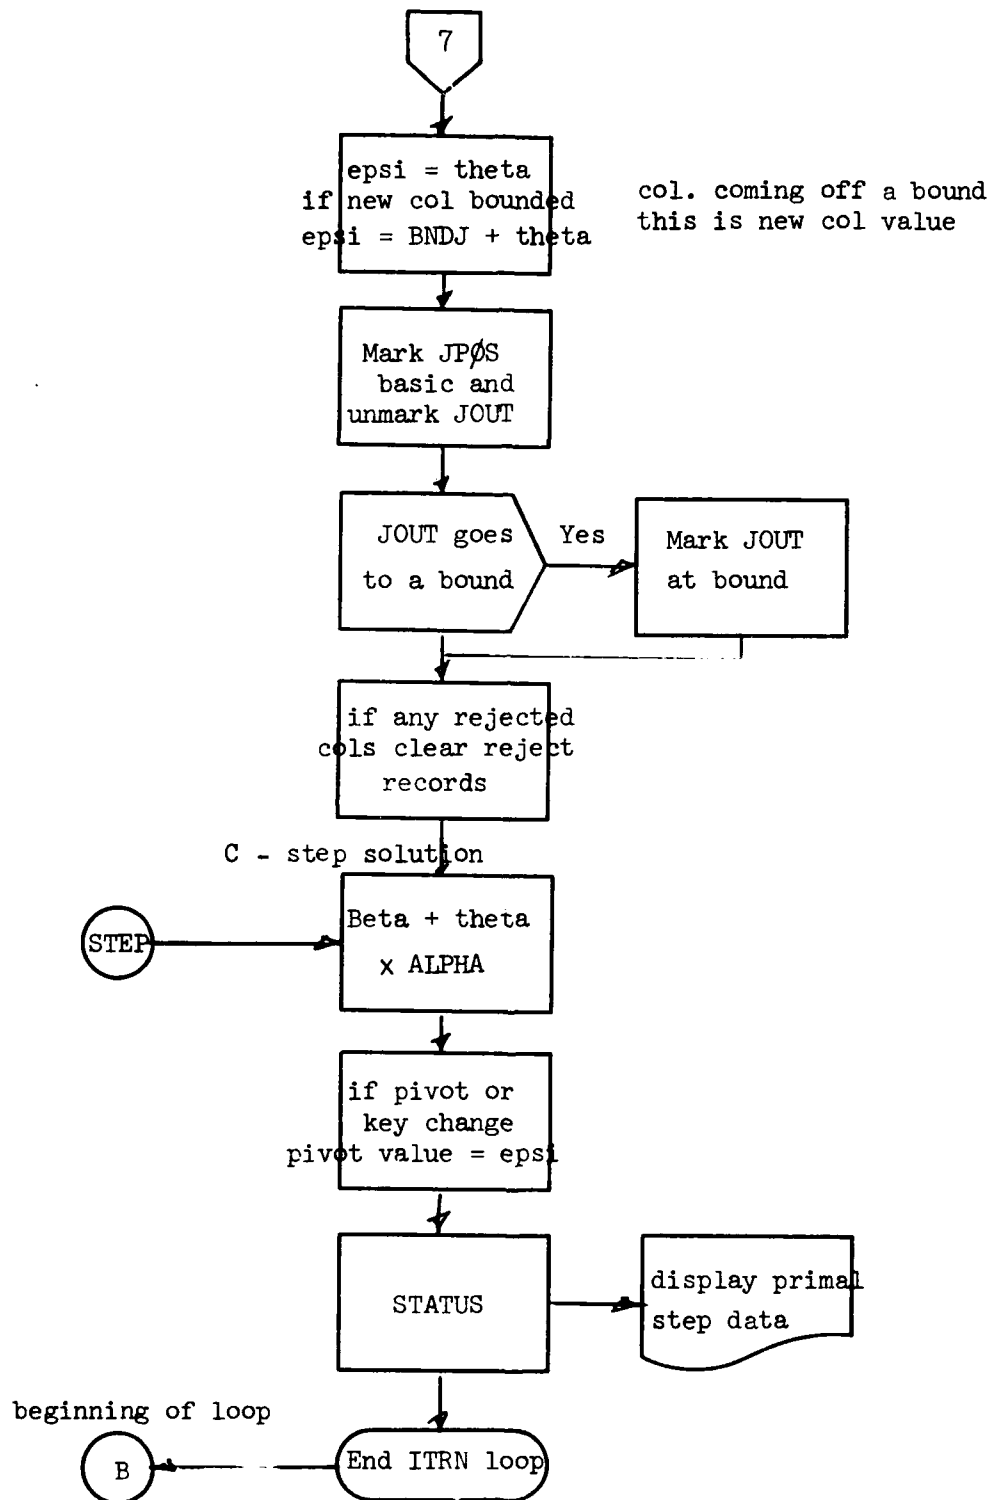 7
epsi = theta
if new col bounded
epsi = BNDJ + theta
col. coming off a bound
this is new col value
Mark JPØS
basic and
unmark JOUT
JOUT goes
to a bound
Yes
Mark JOUT
at bound
if any rejected
cols clear reject
records
C - step solution
STEP
Beta + theta
x ALPHA
if pivot or
key change
pivot value = epsi
STATUS
display primal
step data
beginning of loop
B
End ITRN loop